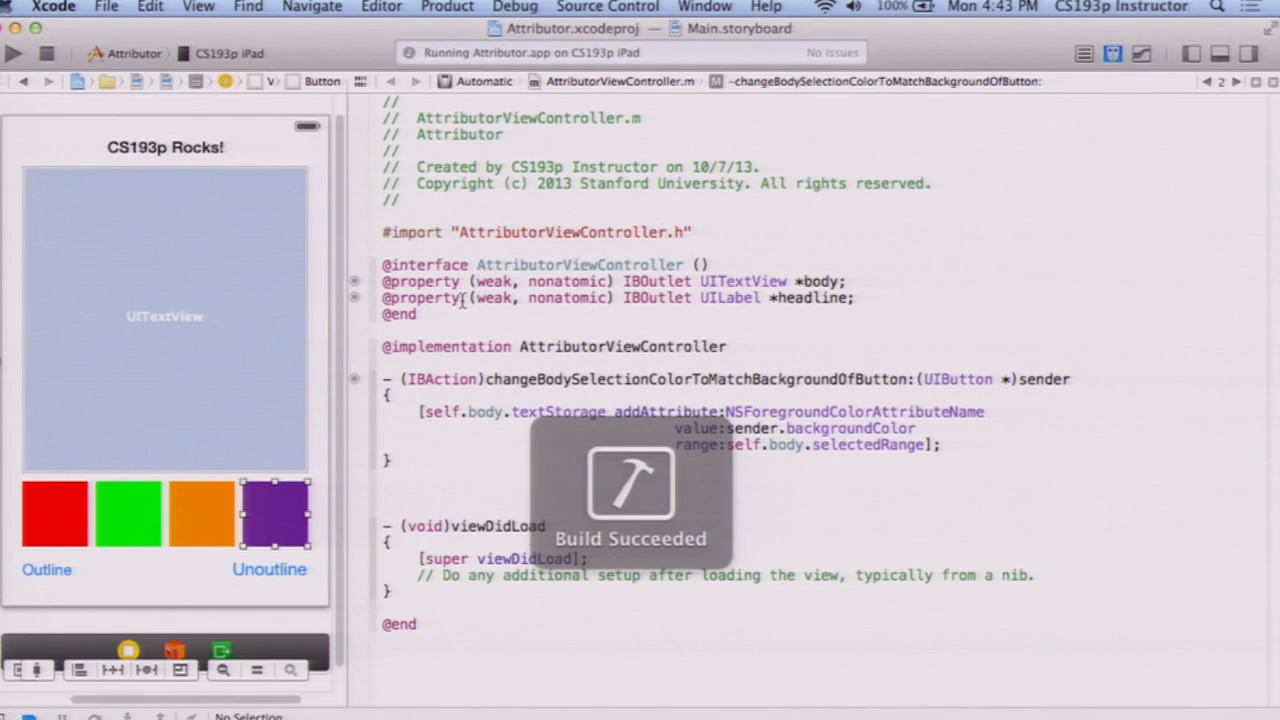 Xcode File Edit View Find Navigate Editor Product Debug Source Control Window Help 100% Mon 4:43 PM CS193p Instructor
Attributor.xcodeproj — Main.storyboard
Attributor CS193p iPad Running Attributor.app on CS193p iPad No Issues
V Button Automatic AttributorViewController.m M -changeBodySelectionColorToMatchBackgroundOfButton: 2
CS193p Rocks!
UITextView
Outline Unoutline
//
// AttributorViewController.m
// Attributor
//
// Created by CS193p Instructor on 10/7/13.
// Copyright (c) 2013 Stanford University. All rights reserved.
//
#import "AttributorViewController.h"
@interface AttributorViewController ()
@property (weak, nonatomic) IBOutlet UITextView *body;
@property (weak, nonatomic) IBOutlet UILabel *headline;
@end
@implementation AttributorViewController
- (IBAction)changeBodySelectionColorToMatchBackgroundOfButton:(UIButton *)sender
{
[self.body.textStorage addAttribute:NSForegroundColorAttributeName
value:sender.backgroundColor
range:self.body.selectedRange];
}
- (void)viewDidLoad
{
[super viewDidLoad];
// Do any additional setup after loading the view, typically from a nib.
}
@end
Build Succeeded
No Selection